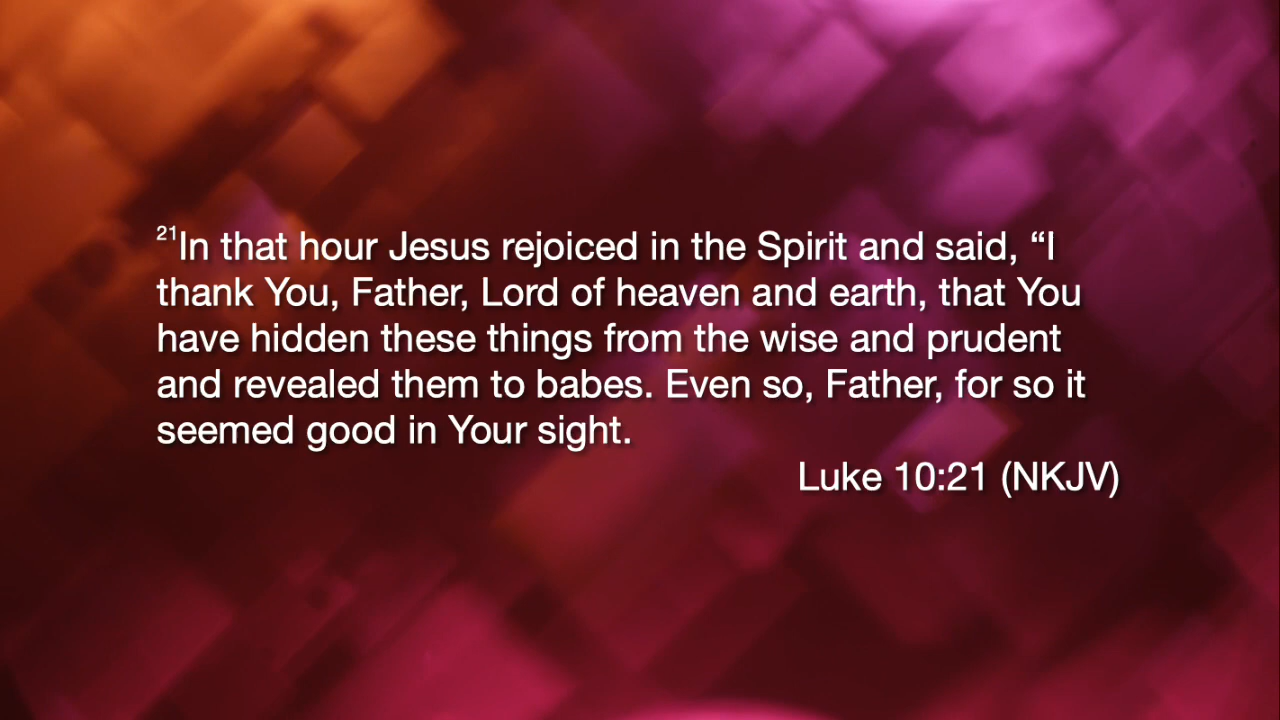 21In that hour Jesus rejoiced in the Spirit and said, “I
thank You, Father, Lord of heaven and earth, that You
have hidden these things from the wise and prudent
and revealed them to babes. Even so, Father, for so it
seemed good in Your sight.
Luke 10:21 (NKJV)